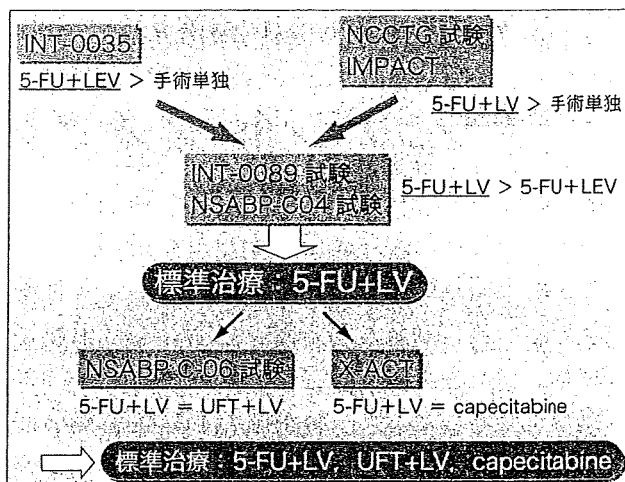 INT-0035
5-FU+LEV > 手術単独
NCCTG 試験
IMPACT
5-FU+LV > 手術単独
INT-0089 試験
NSABP-C04 試験
5-FU+LV > 5-FU+LEV
標準治療：5-FU+LV
NSABP-C-06 試験
X-ACT
5-FU+LV = UFT+LV
5-FU+LV = capecitabine
標準治療：5-FU+LV，UFT+LV，capecitabine